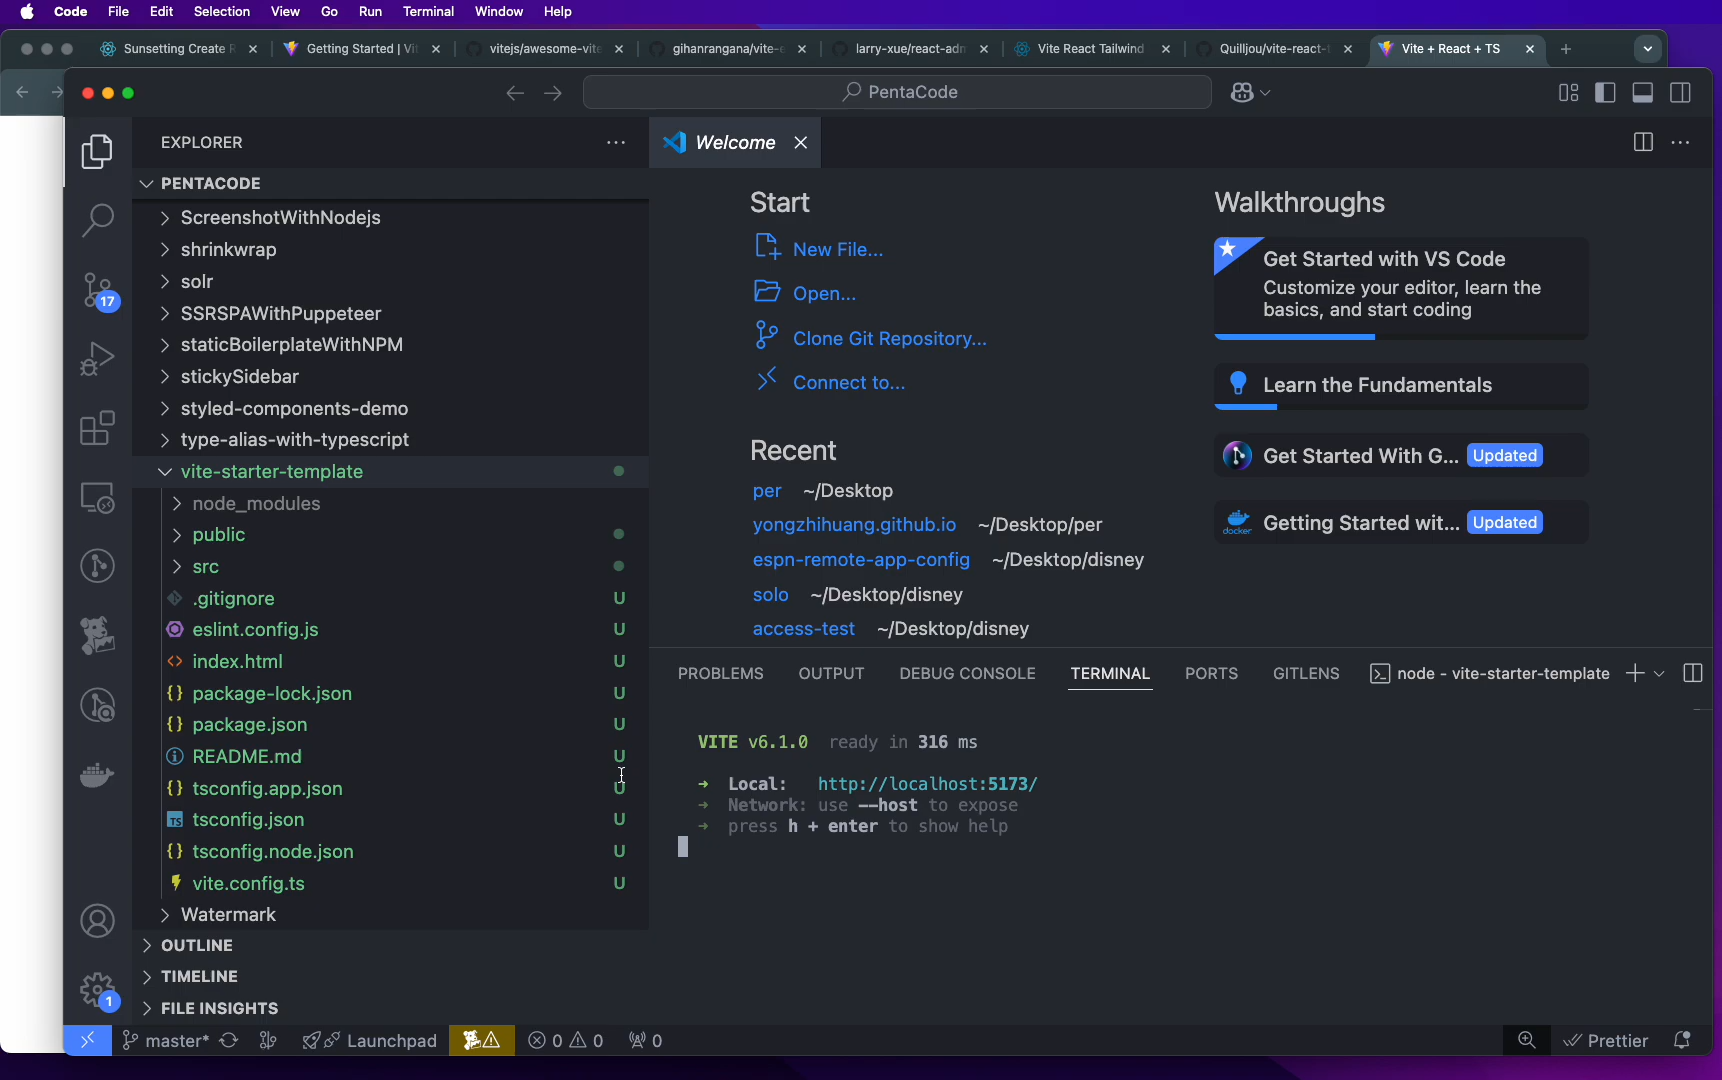 Code File Edit Selection View Go Run Terminal Window Help
Sunsetting Create R Getting Started | Vi vitejs/awesome-vite gihanrangana/vite- larry-xue/react-adm Vite React Tailwind Quilljou/vite-react- Vite + React + TS
PentaCode
EXPLORER
PENTACODE
ScreenshotWithNodejs
shrinkwrap
solr
SSRSPAWithPuppeteer
staticBoilerplateWithNPM
stickySidebar
styled-components-demo
type-alias-with-typescript
vite-starter-template
node_modules
public
src
.gitignore U
eslint.config.js U
index.html U
package-lock.json U
package.json U
README.md U
tsconfig.app.json U
TS tsconfig.json U
tsconfig.node.json U
vite.config.ts U
Watermark
OUTLINE
TIMELINE
FILE INSIGHTS
17
1
Welcome
Start
New File...
Open...
Clone Git Repository...
Connect to...
Recent
per ~/Desktop
yongzhihuang.github.io ~/Desktop/per
espn-remote-app-config ~/Desktop/disney
solo ~/Desktop/disney
access-test ~/Desktop/disney
Walkthroughs
Get Started with VS Code
Customize your editor, learn the
basics, and start coding
Learn the Fundamentals
Get Started With G... Updated
docker Getting Started wit... Updated
PROBLEMS OUTPUT DEBUG CONSOLE TERMINAL PORTS GITLENS node - vite-starter-template
VITE v6.1.0 ready in 316 ms
➜ Local: http://localhost:5173/
➜ Network: use --host to expose
➜ press h + enter to show help
master* Launchpad 0 0 0 Prettier